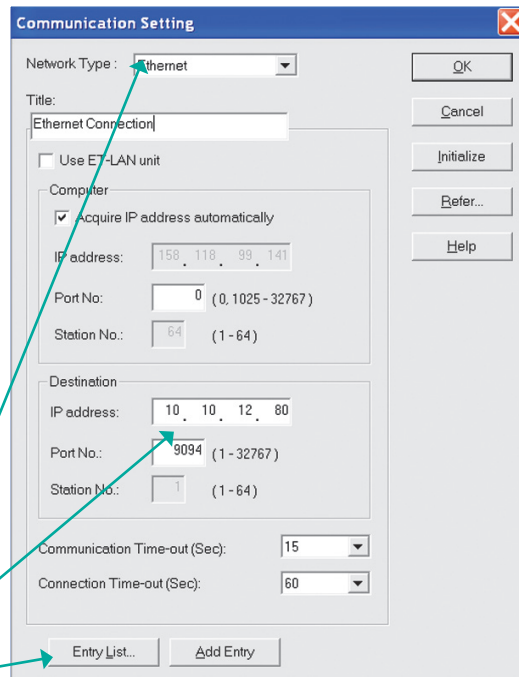 Communication Setting
Network Type : Ethernet
OK
Title:
Cancel
Ethernet Connection
Use ET-LAN unit
Initialize
Computer
Acquire IP address automatically
Refer...
IP address: 158 . 118 . 99 . 141
Help
Port No: 0 (0, 1025 - 32767)
Station No.: 64 (1 - 64)
Destination
IP address: 10 . 10 . 12 . 80
Port No.: 9094 (1 - 32767)
Station No.: 1 (1 - 64)
Communication Time-out (Sec): 15
Connection Time-out (Sec): 60
Entry List... Add Entry